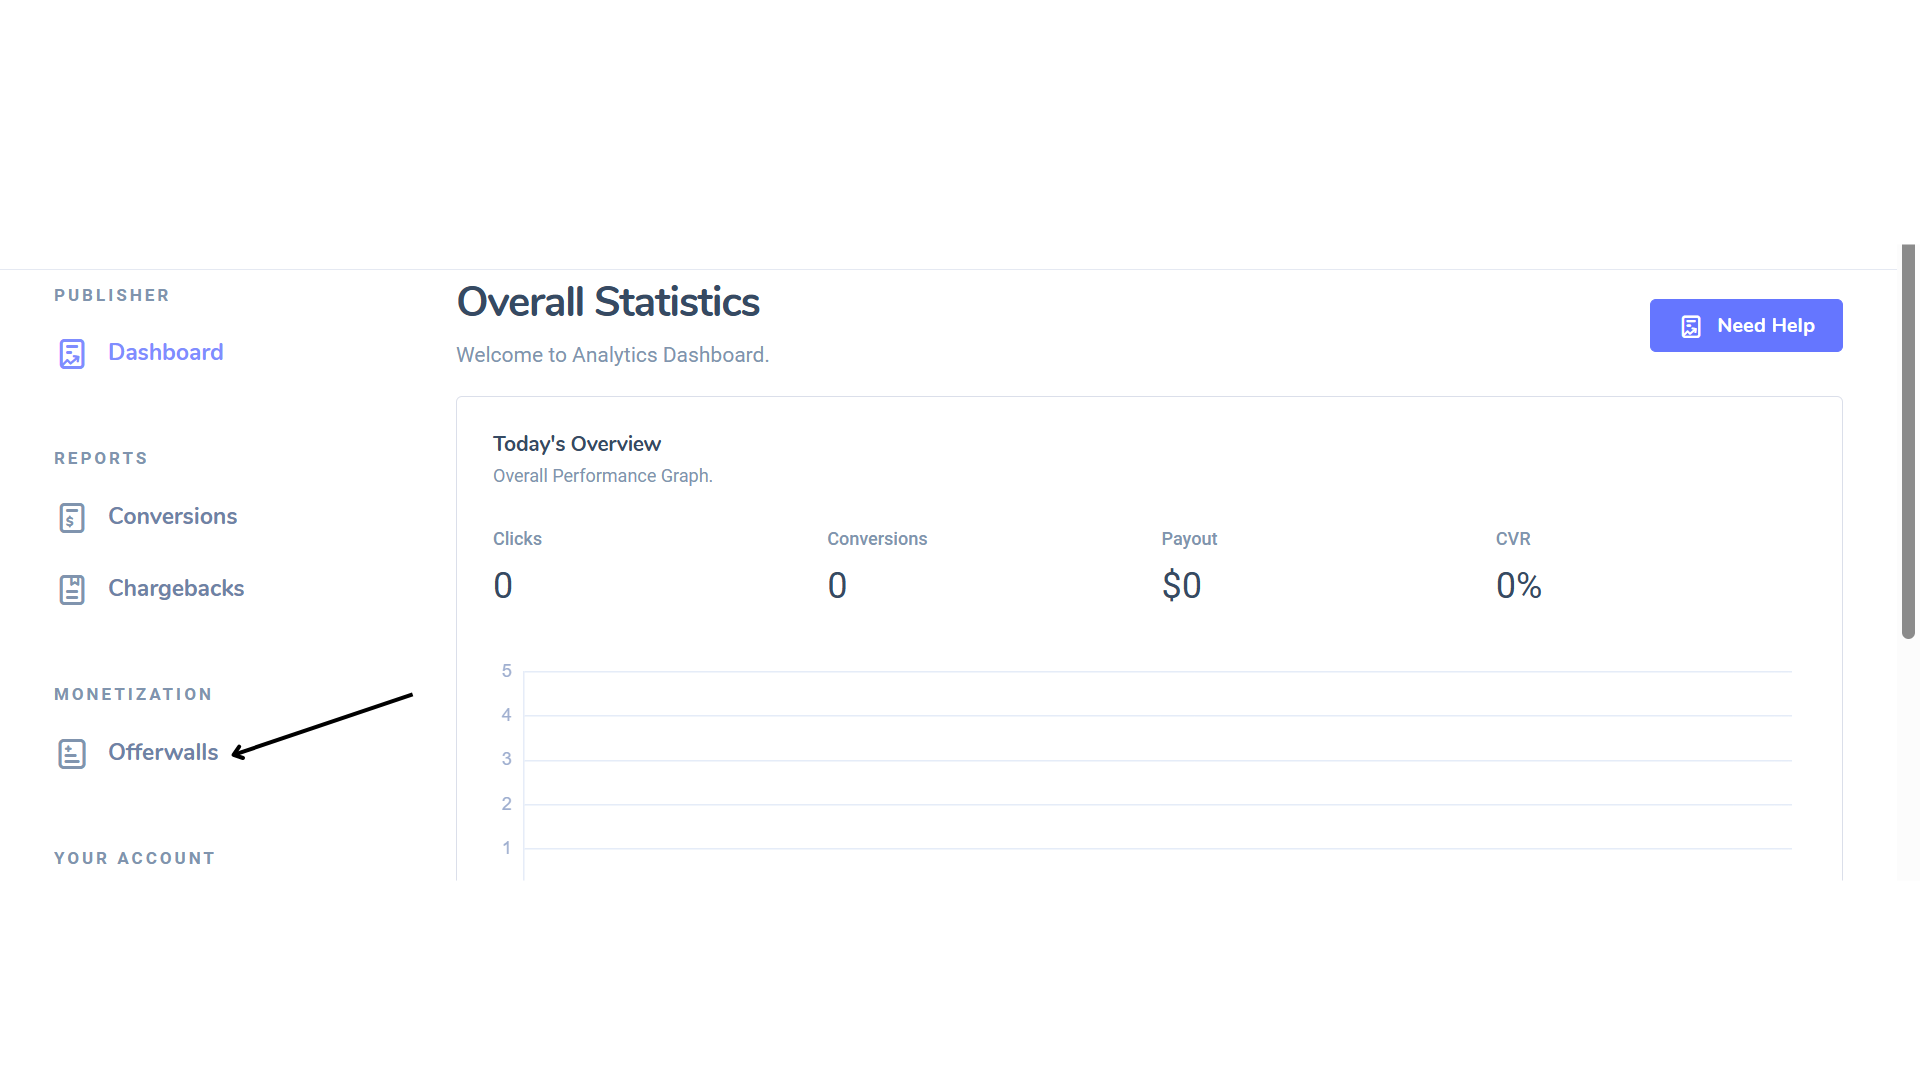 PUBLISHER
Dashboard
REPORTS
Conversions
Chargebacks
MONETIZATION
Offerwalls
YOUR ACCOUNT
Overall Statistics
Welcome to Analytics Dashboard.
Need Help
Today's Overview
Overall Performance Graph.
Clicks Conversions Payout CVR
0 0 $0 0%
5
4
3
2
1